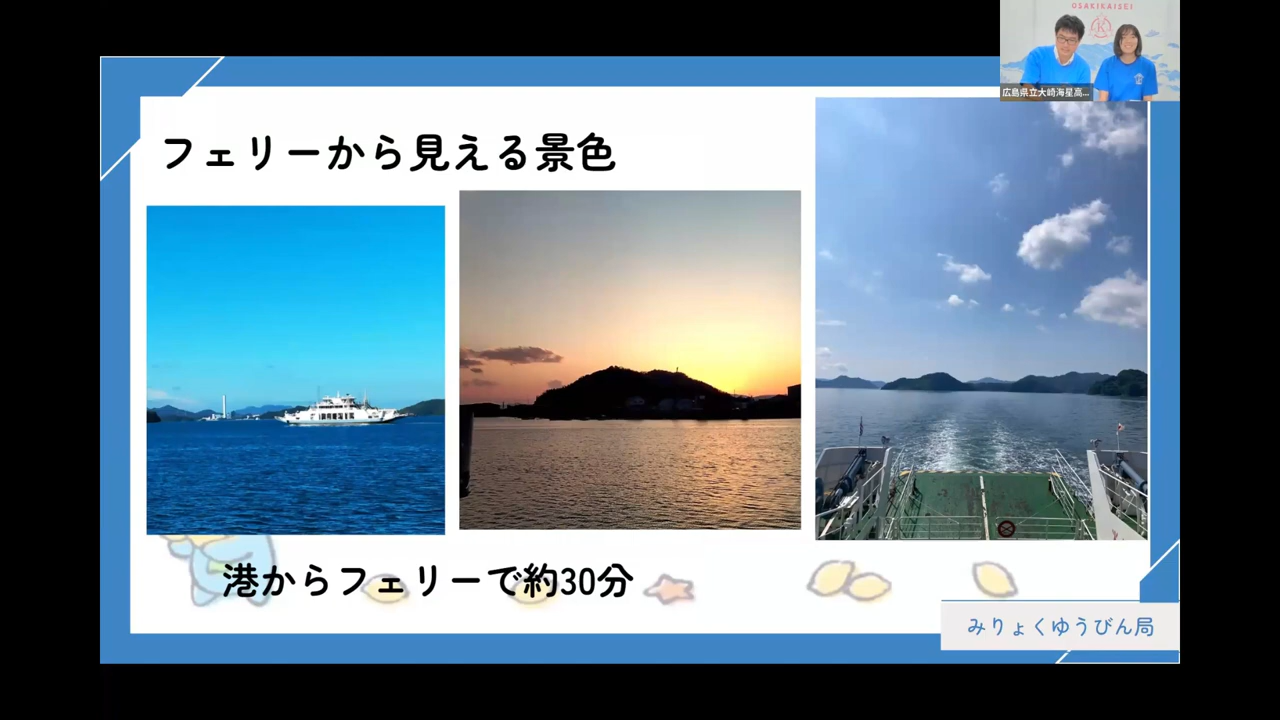 OSAKIKAISEI
K
広島県立大崎海星高...
フェリーから見える景色
港からフェリーで約30分
みりょくゆうびん局